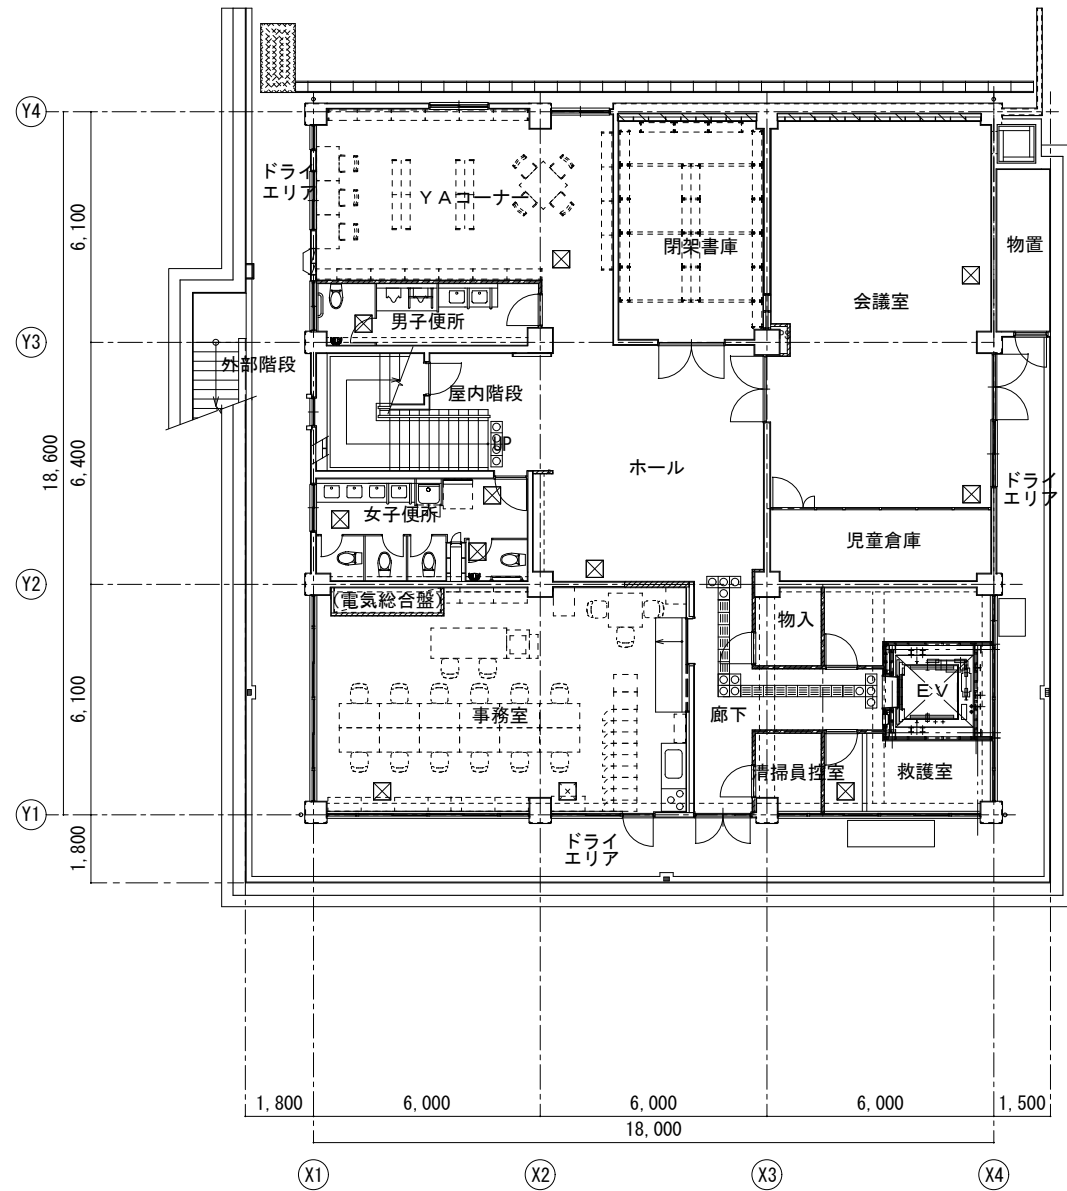 Y4
ドライ
エリア
ＹＡコーナー
6,100
閉架書庫
物置
会議室
男子便所
Y3
外部階段
屋内階段
UP
18,600
6,400
ホール
ドライ
エリア
女子便所
児童倉庫
Y2
(電気総合盤)
物入
EV
6,100
事務室
廊下
清掃員控室
救護室
Y1
ドライ
エリア
1,800
1,800
6,000
6,000
6,000
1,500
18,000
X1
X2
X3
X4